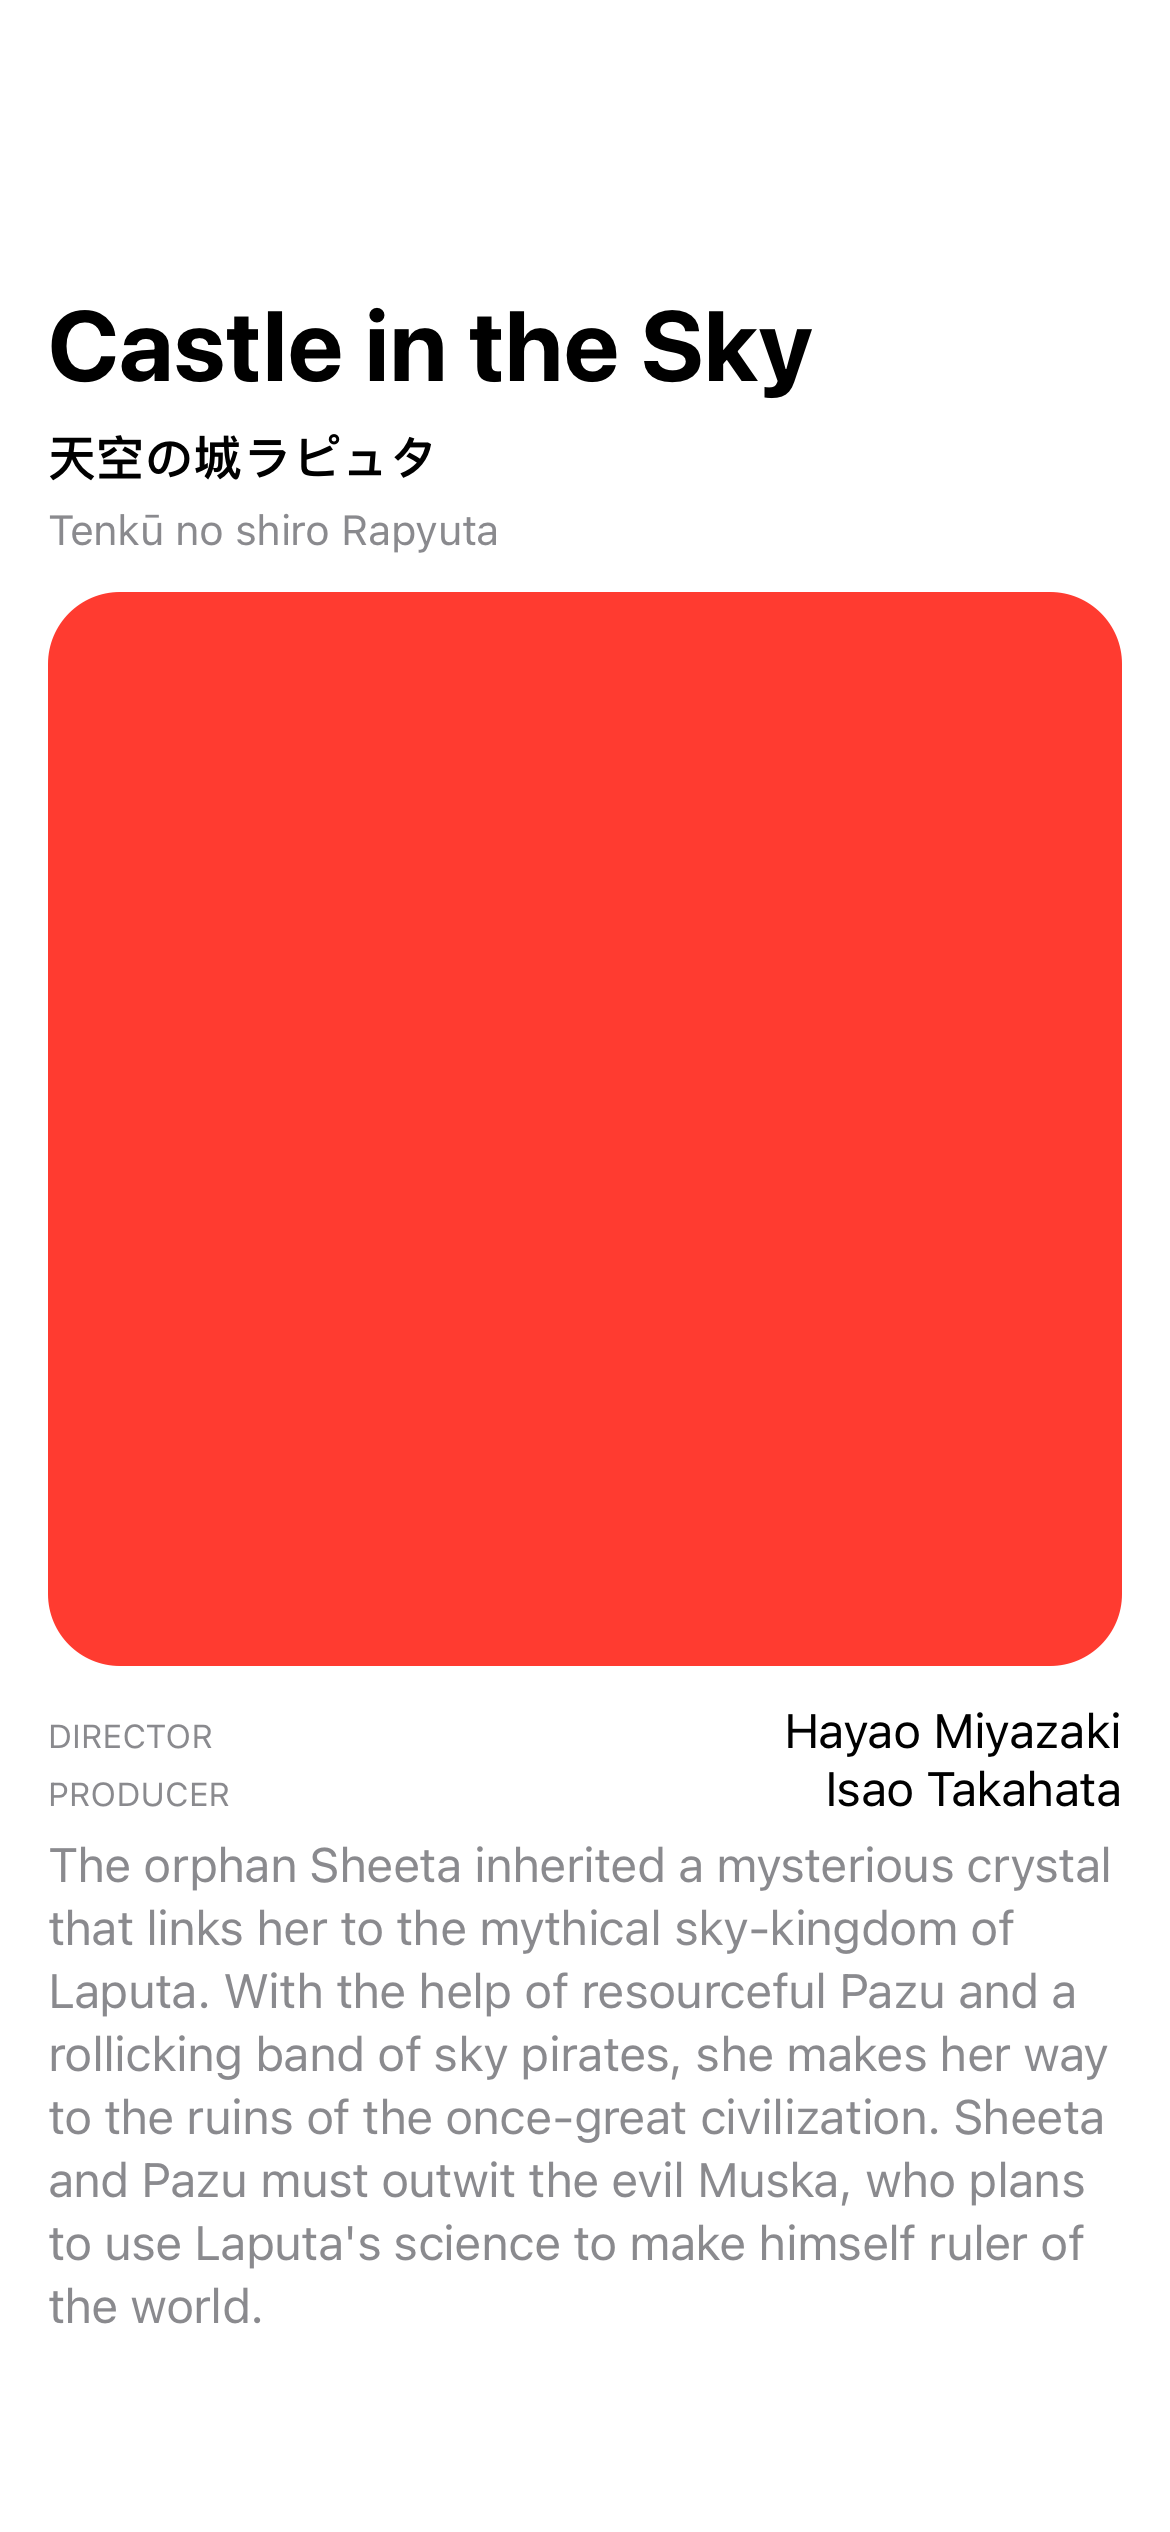 Castle in the Sky
天空の城ラピュタ
Tenkū no shiro Rapyuta
DIRECTOR Hayao Miyazaki
PRODUCER Isao Takahata
The orphan Sheeta inherited a mysterious crystal
that links her to the mythical sky-kingdom of
Laputa. With the help of resourceful Pazu and a
rollicking band of sky pirates, she makes her way
to the ruins of the once-great civilization. Sheeta
and Pazu must outwit the evil Muska, who plans
to use Laputa's science to make himself ruler of
the world.